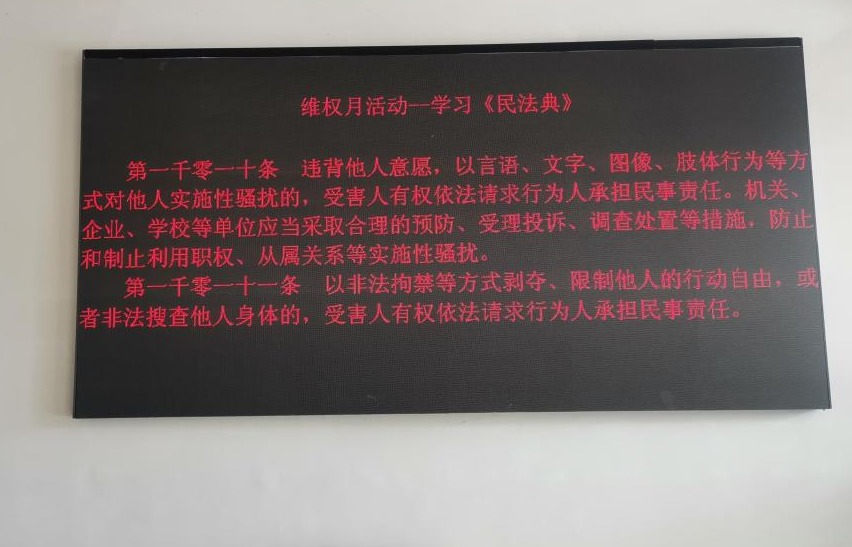 维权月活动--学习《民法典》
第一千零一十条 违背他人意愿，以言语、文字、图像、肢体行为等方
式对他人实施性骚扰的，受害人有权依法请求行为人承担民事责任。机关、
企业、学校等单位应当采取合理的预防、受理投诉、调查处置等措施，防止
和制止利用职权、从属关系等实施性骚扰。
第一千零一十一条 以非法拘禁等方式剥夺、限制他人的行动自由，或
者非法搜查他人身体的，受害人有权依法请求行为人承担民事责任。